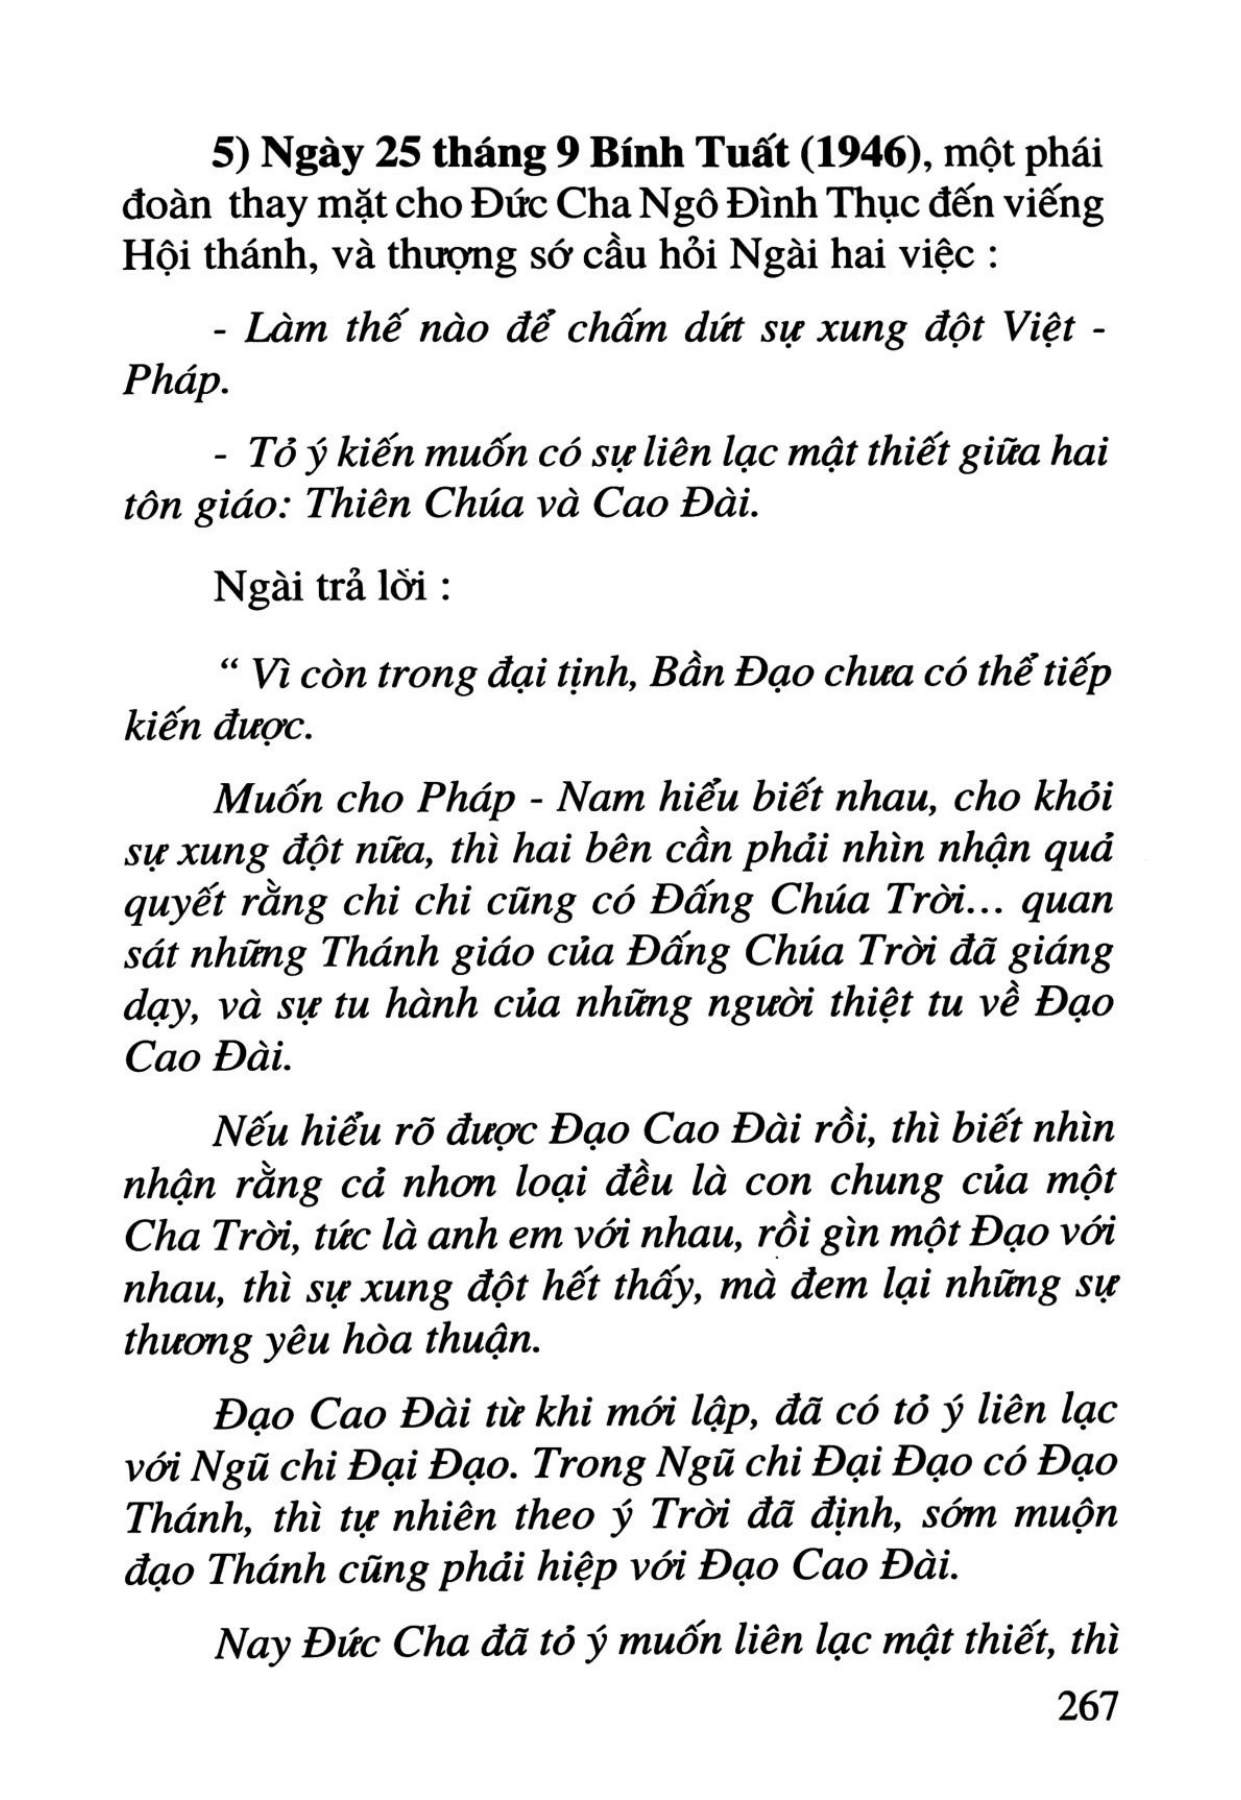 5) Ngày 25 tháng 9 Bính Tuất (1946), một phái
đoàn thay mặt cho Đức Cha Ngô Đình Thục đến viếng
Hội thánh, và thượng sớ cầu hỏi Ngài hai việc :
- Làm thế nào để chấm dứt sự xung đột Việt -
Pháp.
- Tỏ ý kiến muốn có sự liên lạc mật thiết giữa hai
tôn giáo: Thiên Chúa và Cao Đài.
Ngài trả lời :
“ Vì còn trong đại tịnh, Bần Đạo chưa có thể tiếp
kiến được.
Muốn cho Pháp - Nam hiểu biết nhau, cho khỏi
sự xung đột nữa, thì hai bên cần phải nhìn nhận quả
quyết rằng chi chi cũng có Đấng Chúa Trời... quan
sát những Thánh giáo của Đấng Chúa Trời đã giáng
dạy, và sự tu hành của những người thiệt tu về Đạo
Cao Đài.
Nếu hiểu rõ được Đạo Cao Đài rồi, thì biết nhìn
nhận rằng cả nhơn loại đều là con chung của một
Cha Trời, tức là anh em với nhau, rồi gìn một Đạo với
nhau, thì sự xung đột hết thấy, mà đem lại những sự
thương yêu hòa thuận.
Đạo Cao Đài từ khi mới lập, đã có tỏ ý liên lạc
với Ngũ chi Đại Đạo. Trong Ngũ chi Đại Đạo có Đạo
Thánh, thì tự nhiên theo ý Trời đã định, sớm muộn
đạo Thánh cũng phải hiệp với Đạo Cao Đài.
Nay Đức Cha đã tỏ ý muốn liên lạc mật thiết, thì
267